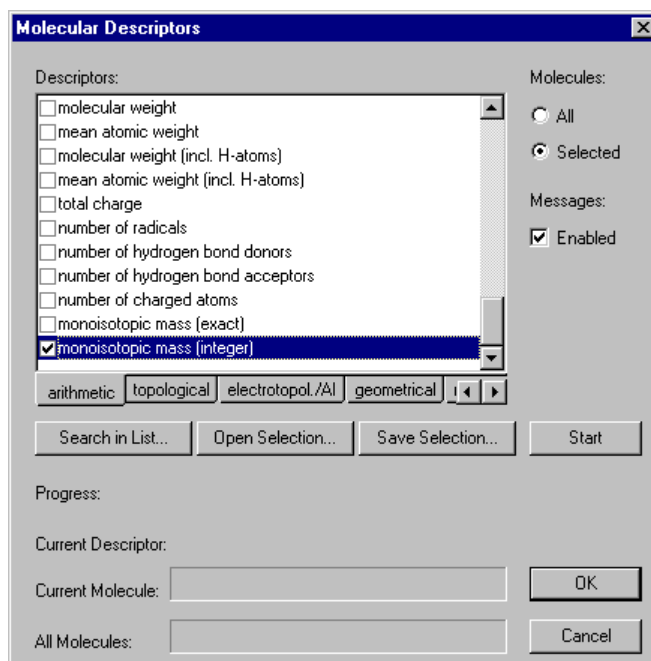 Molecular Descriptors
Descriptors:
Molecules:
molecular weight
mean atomic weight
molecular weight (incl. H-atoms)
mean atomic weight (incl. H-atoms)
total charge
number of radicals
number of hydrogen bond donors
number of hydrogen bond acceptors
number of charged atoms
monoisotopic mass (exact)
monoisotopic mass (integer)
All
Selected
Messages:
Enabled
arithmetic topological electrotopol./AI geometrical
Search in List... Open Selection... Save Selection... Start
Progress:
Current Descriptor:
Current Molecule: OK
All Molecules: Cancel